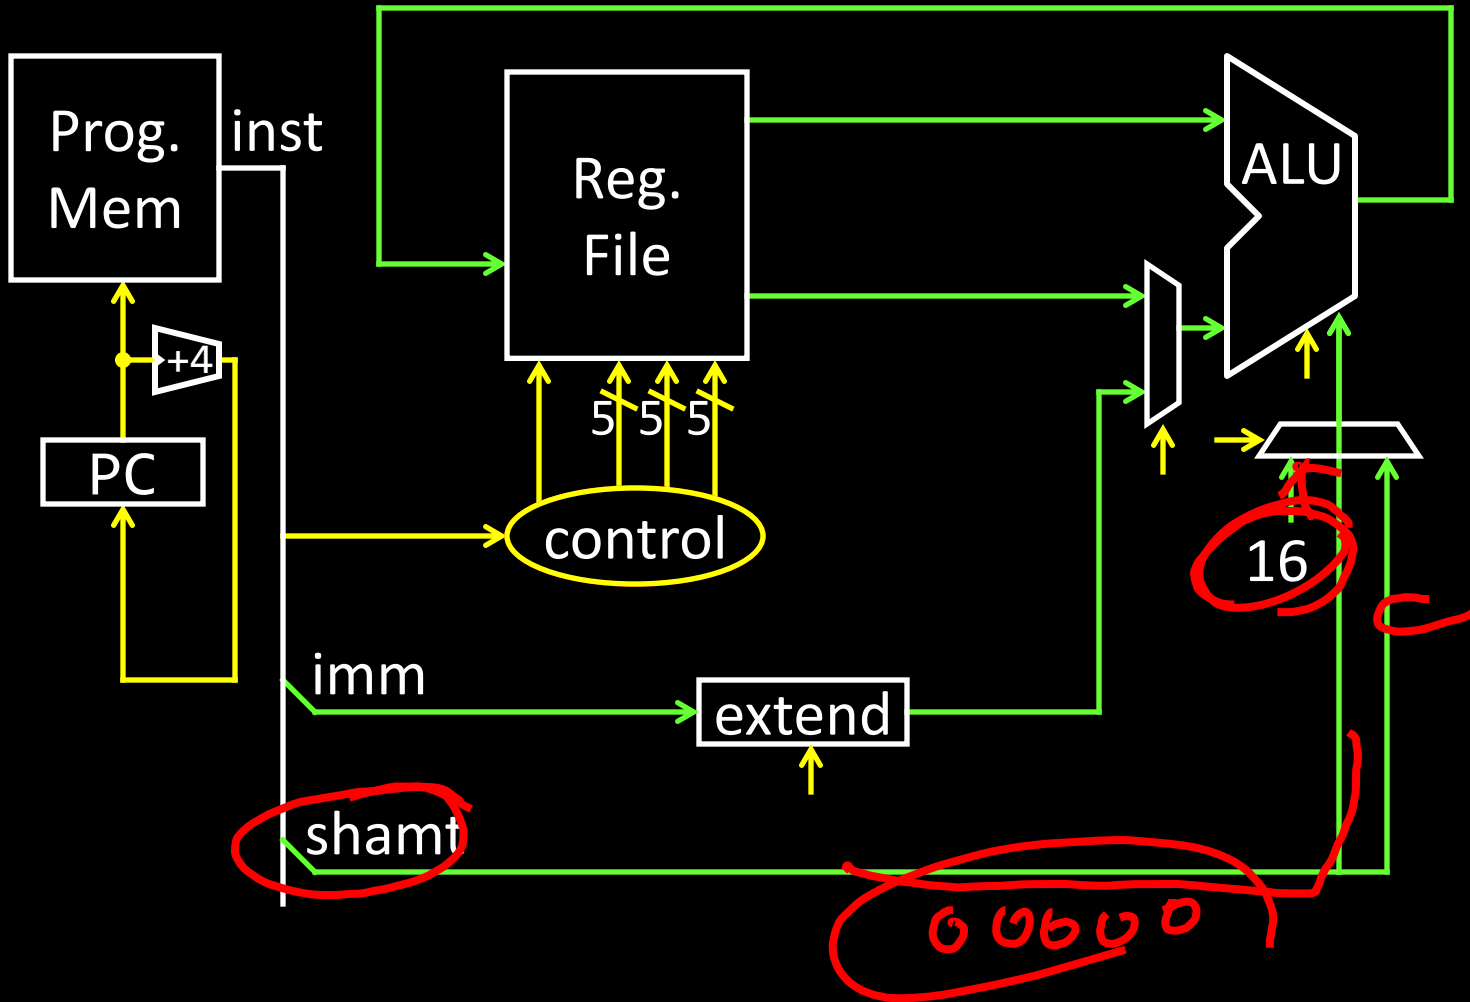 Prog.
Mem
inst
Reg.
File
ALU
+4
5 5 5
PC
control
16
imm
extend
shamt
00000